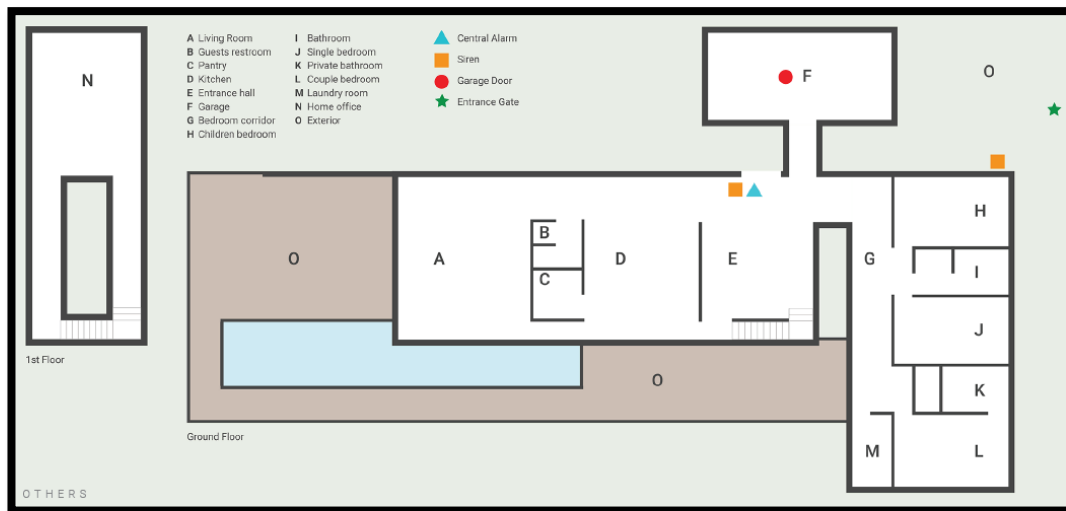 N
1st Floor
A Living Room
B Guests restroom
C Pantry
D Kitchen
E Entrance hall
F Garage
G Bedroom corridor
H Children bedroom
I Bathroom
J Single bedroom
K Private bathroom
L Couple bedroom
M Laundry room
N Home office
O Exterior
Central Alarm
Siren
Garage Door
Entrance Gate
F
O
H
B
O
A
D
E
G
I
C
J
O
K
M
L
Ground Floor
OTHERS